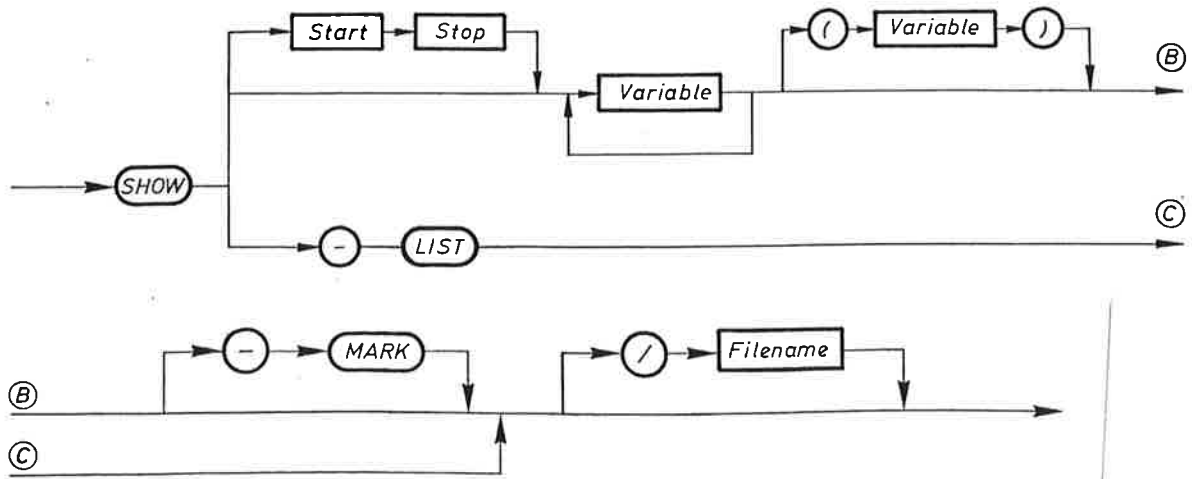 Start Stop
( Variable )
B
Variable
SHOW
C
- LIST
- MARK
/ Filename
B
C